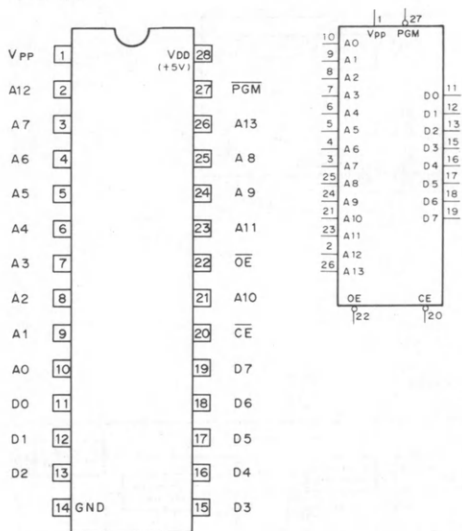 VPP 1 VDD 28
(+5V)
A12 2 27 PGM
A7 3 26 A13
A6 4 25 A8
A5 5 24 A9
A4 6 23 A11
A3 7 22 OE
A2 8 21 A10
A1 9 20 CE
A0 10 19 D7
D0 11 18 D6
D1 12 17 D5
D2 13 16 D4
14 GND 15 D3
1 27
Vpp PGM
10 A0
9 A1
8 A2
7 A3
6 A4
5 A5
4 A6
3 A7
25 A8
24 A9
21 A10
23 A11
2 A12
26 A13
D0 11
D1 12
D2 13
D3 15
D4 16
D5 17
D6 18
D7 19
OE CE
22 20